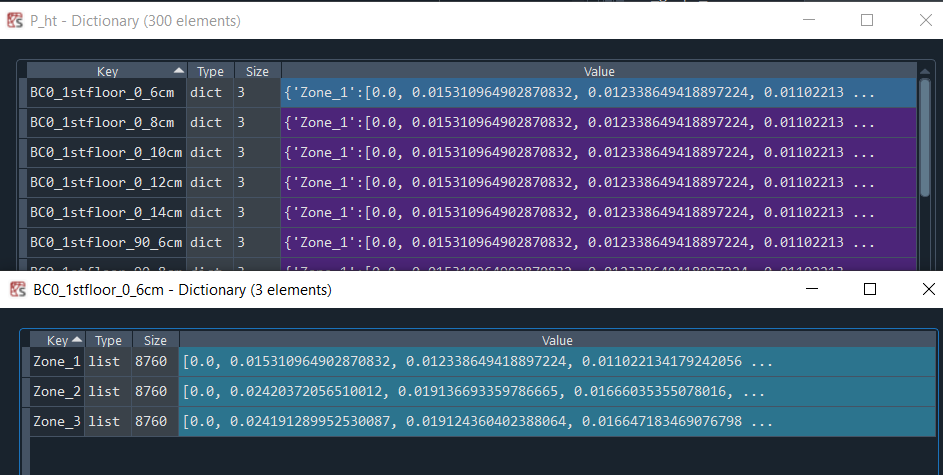 P_ht - Dictionary (300 elements)
Key Type Size Value
BC0_1stfloor_0_6cm dict 3 {'Zone_1':[0.0, 0.015310964902870832, 0.012338649418897224, 0.01102213 ...
BC0_1stfloor_0_8cm dict 3 {'Zone_1':[0.0, 0.015310964902870832, 0.012338649418897224, 0.01102213 ...
BC0_1stfloor_0_10cm dict 3 {'Zone_1':[0.0, 0.015310964902870832, 0.012338649418897224, 0.01102213 ...
BC0_1stfloor_0_12cm dict 3 {'Zone_1':[0.0, 0.015310964902870832, 0.012338649418897224, 0.01102213 ...
BC0_1stfloor_0_14cm dict 3 {'Zone_1':[0.0, 0.015310964902870832, 0.012338649418897224, 0.01102213 ...
BC0_1stfloor_90_6cm dict 3 {'Zone_1':[0.0, 0.015310964902870832, 0.012338649418897224, 0.01102213 ...
BC0_1stfloor_0_6cm - Dictionary (3 elements)
Key Type Size Value
Zone_1 list 8760 [0.0, 0.015310964902870832, 0.012338649418897224, 0.011022134179242056 ...
Zone_2 list 8760 [0.0, 0.02420372056510012, 0.019136693359786665, 0.01666035355078016, ...
Zone_3 list 8760 [0.0, 0.024191289952530087, 0.019124360402388064, 0.016647183469076798 ...